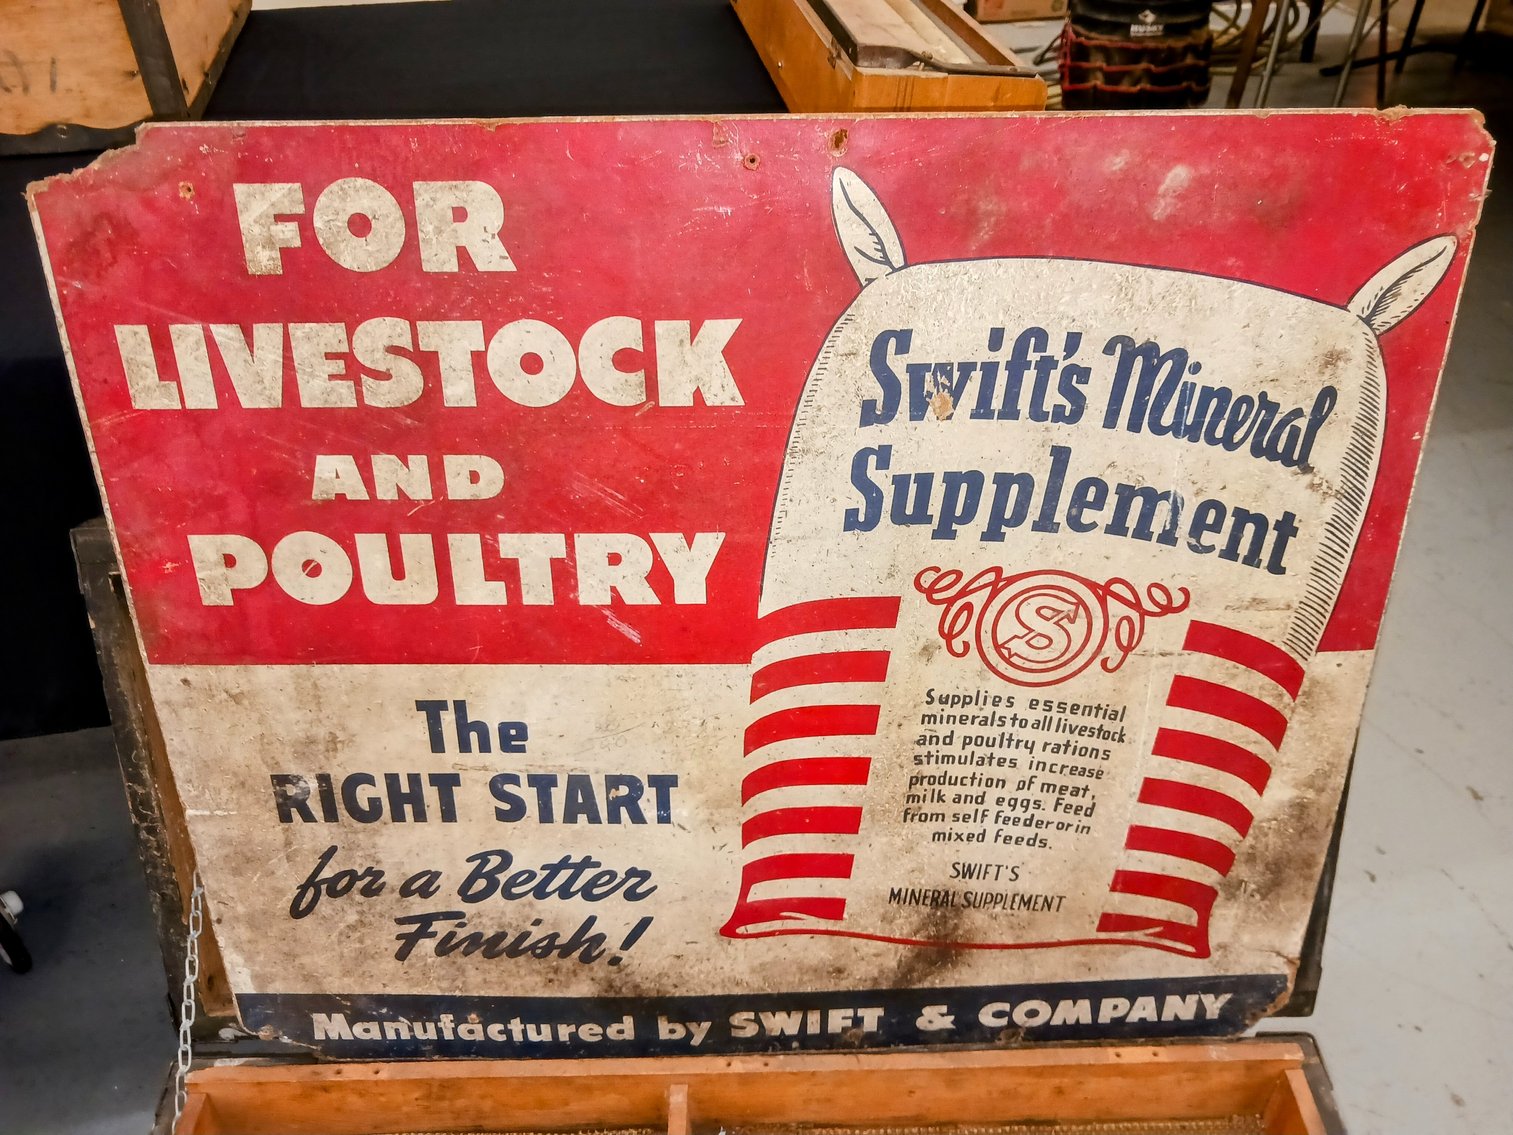 FOR
LIVESTOCK
AND
POULTRY
The
RIGHT START
for a Better
Finish!
Swift's Mineral
Supplement
S
Supplies essential
minerals to all livestock
and poultry rations
stimulates increase
production of meat,
milk and eggs. Feed
from self feeder or in
mixed feeds.
SWIFT'S
MINERAL SUPPLEMENT
Manufactured by SWIFT & COMPANY
HUSKY